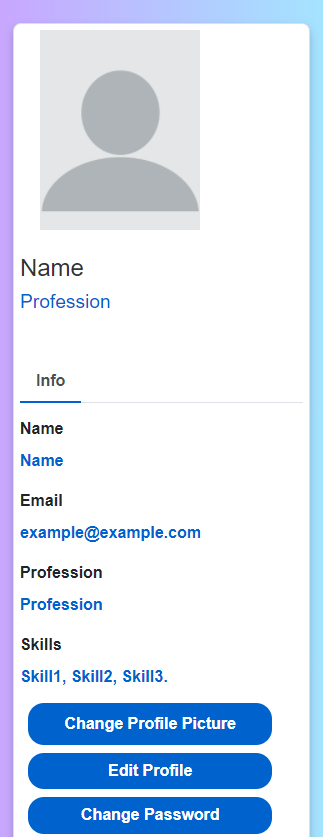 Name
Profession
Info
Name
Name
Email
example@example.com
Profession
Profession
Skills
Skill1, Skill2, Skill3.
Change Profile Picture
Edit Profile
Change Password